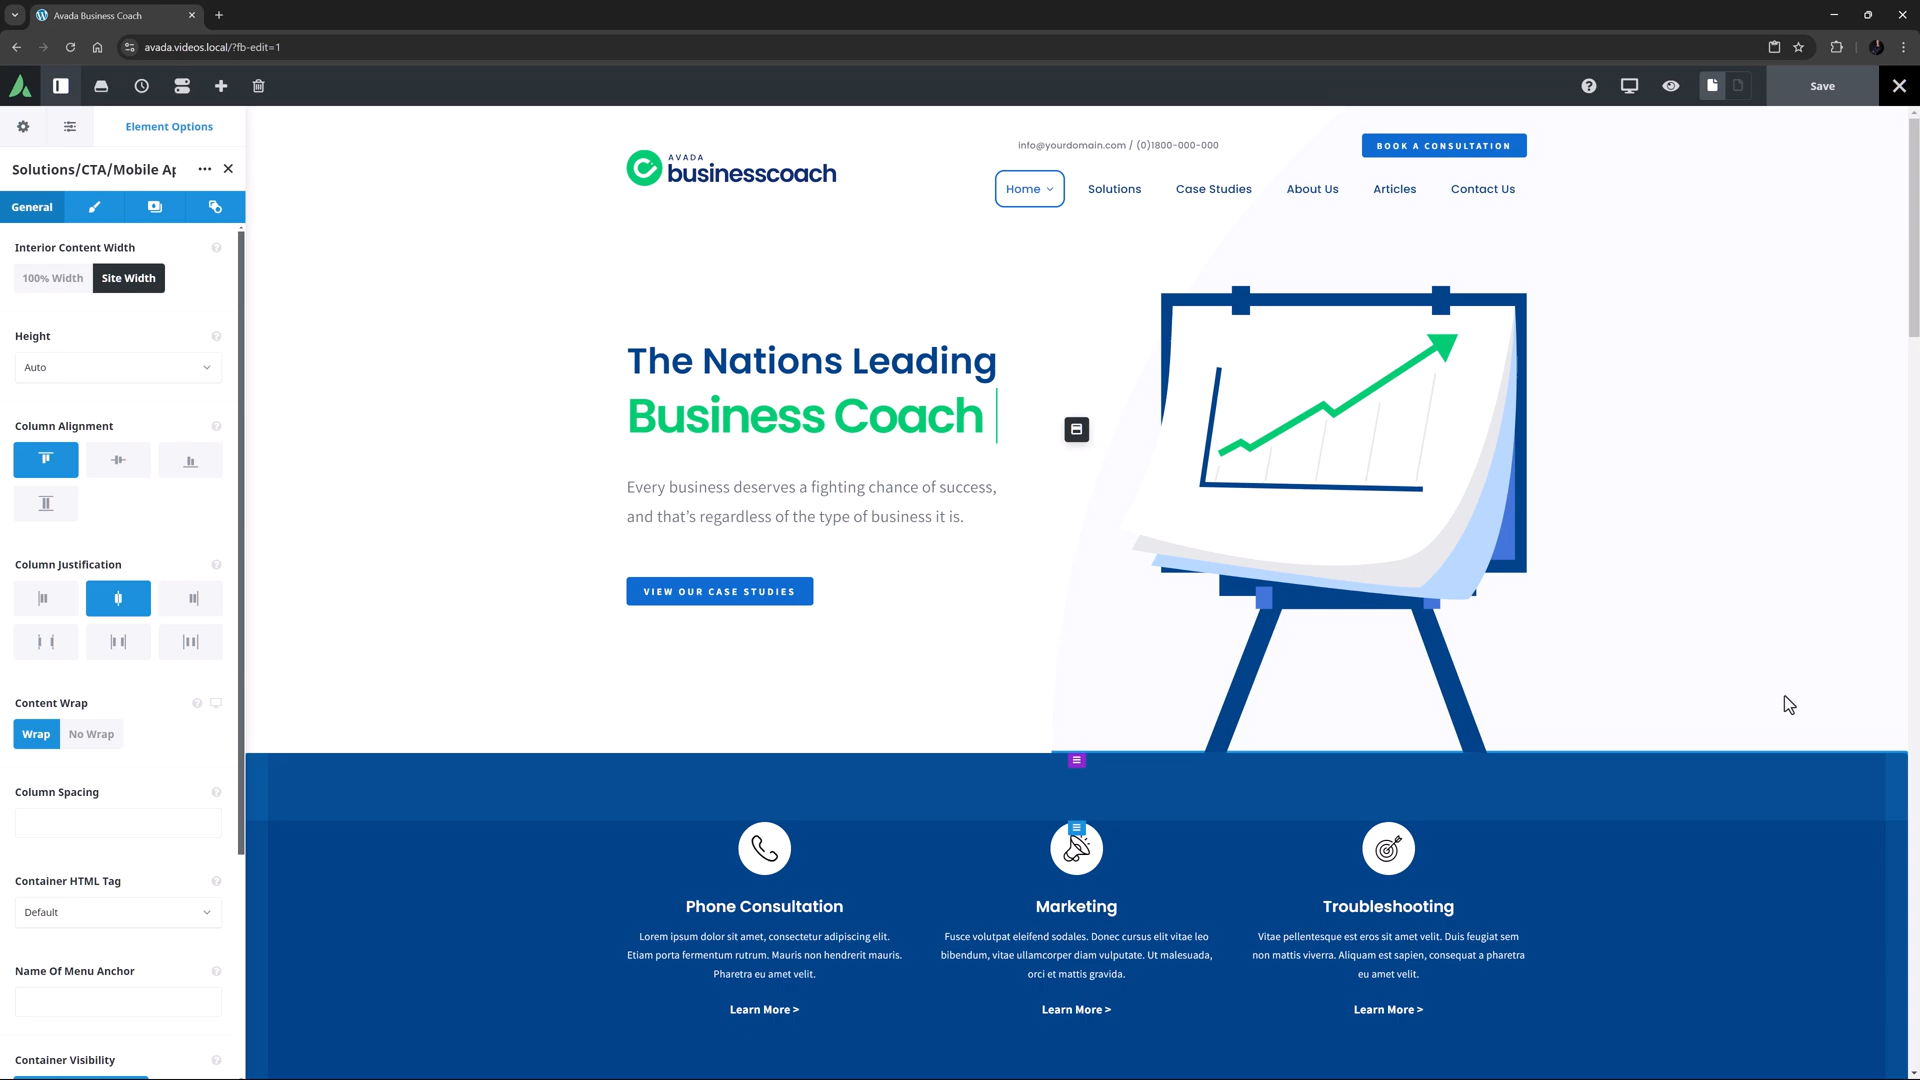 Avada Business Coach
avada.videos.local/?fb-edit=1
Save
Element Options
Solutions/CTA/Mobile Ap
General
Interior Content Width
100% Width
Site Width
Height
Auto
Column Alignment
Column Justification
Content Wrap
Wrap
No Wrap
Column Spacing
Container HTML Tag
Default
Name Of Menu Anchor
Container Visibility
AVADA
businesscoach
info@yourdomain.com / (0)1800-000-000
BOOK A CONSULTATION
Home
Solutions
Case Studies
About Us
Articles
Contact Us
The Nations Leading
Business Coach
Every business deserves a fighting chance of success,
and that’s regardless of the type of business it is.
VIEW OUR CASE STUDIES
Phone Consultation
Lorem ipsum dolor sit amet, consectetur adipiscing elit.
Etiam porta fermentum rutrum. Mauris non hendrerit mauris.
Pharetra eu amet velit.
Learn More >
Marketing
Fusce volutpat eleifend sodales. Donec cursus elit vitae leo
bibendum, vitae ullamcorper diam vulputate. Ut malesuada,
orci et mattis gravida.
Learn More >
Troubleshooting
Vitae pellentesque est eros sit amet velit. Duis feugiat sem
non mattis viverra. Aliquam est sapien, consequat a pharetra
eu amet velit.
Learn More >